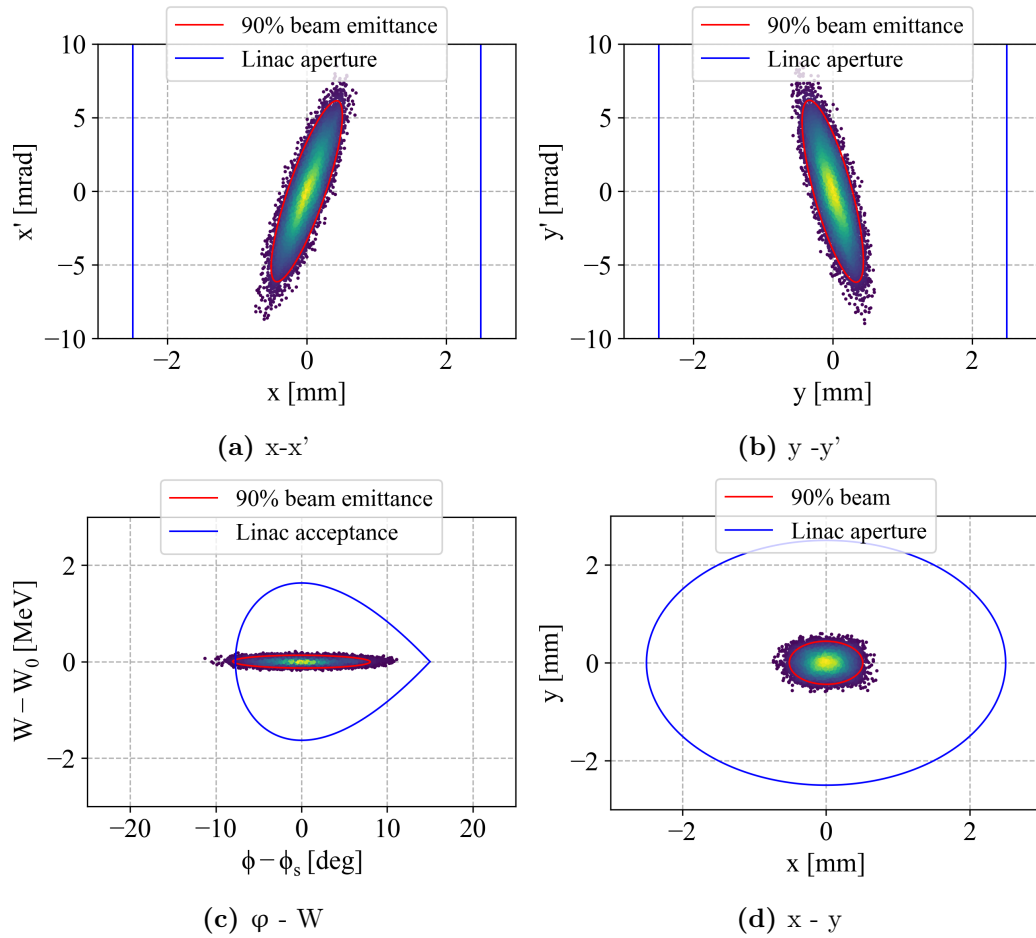 90% beam emittance
Linac aperture
10
5
0
−5
−10
x' [mrad]
−2
0
2
x [mm]
(a) x-x’
90% beam emittance
Linac aperture
10
5
0
−5
−10
y' [mrad]
−2
0
2
y [mm]
(b) y -y’
90% beam emittance
Linac acceptance
2
0
−2
W − W0 [MeV]
−20
−10
0
10
20
ϕ − ϕs [deg]
(c) φ - W
90% beam
Linac aperture
2
0
−2
y [mm]
−2
0
2
x [mm]
(d) x - y